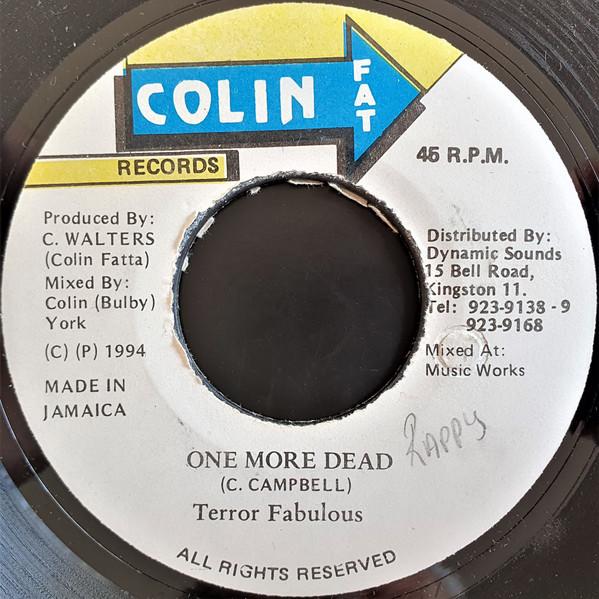 COLIN
FAT
RECORDS
45 R.P.M.
Produced By:
C. WALTERS
(Colin Fatta)
Mixed By:
Colin (Bulby)
York
(C) (P) 1994
MADE IN
JAMAICA
Distributed By:
Dynamic Sounds
15 Bell Road,
Kingston 11.
Tel: 923-9138 - 9
923-9168
Mixed At:
Music Works
ONE MORE DEAD
(C. CAMPBELL)
Terror Fabulous
ALL RIGHTS RESERVED